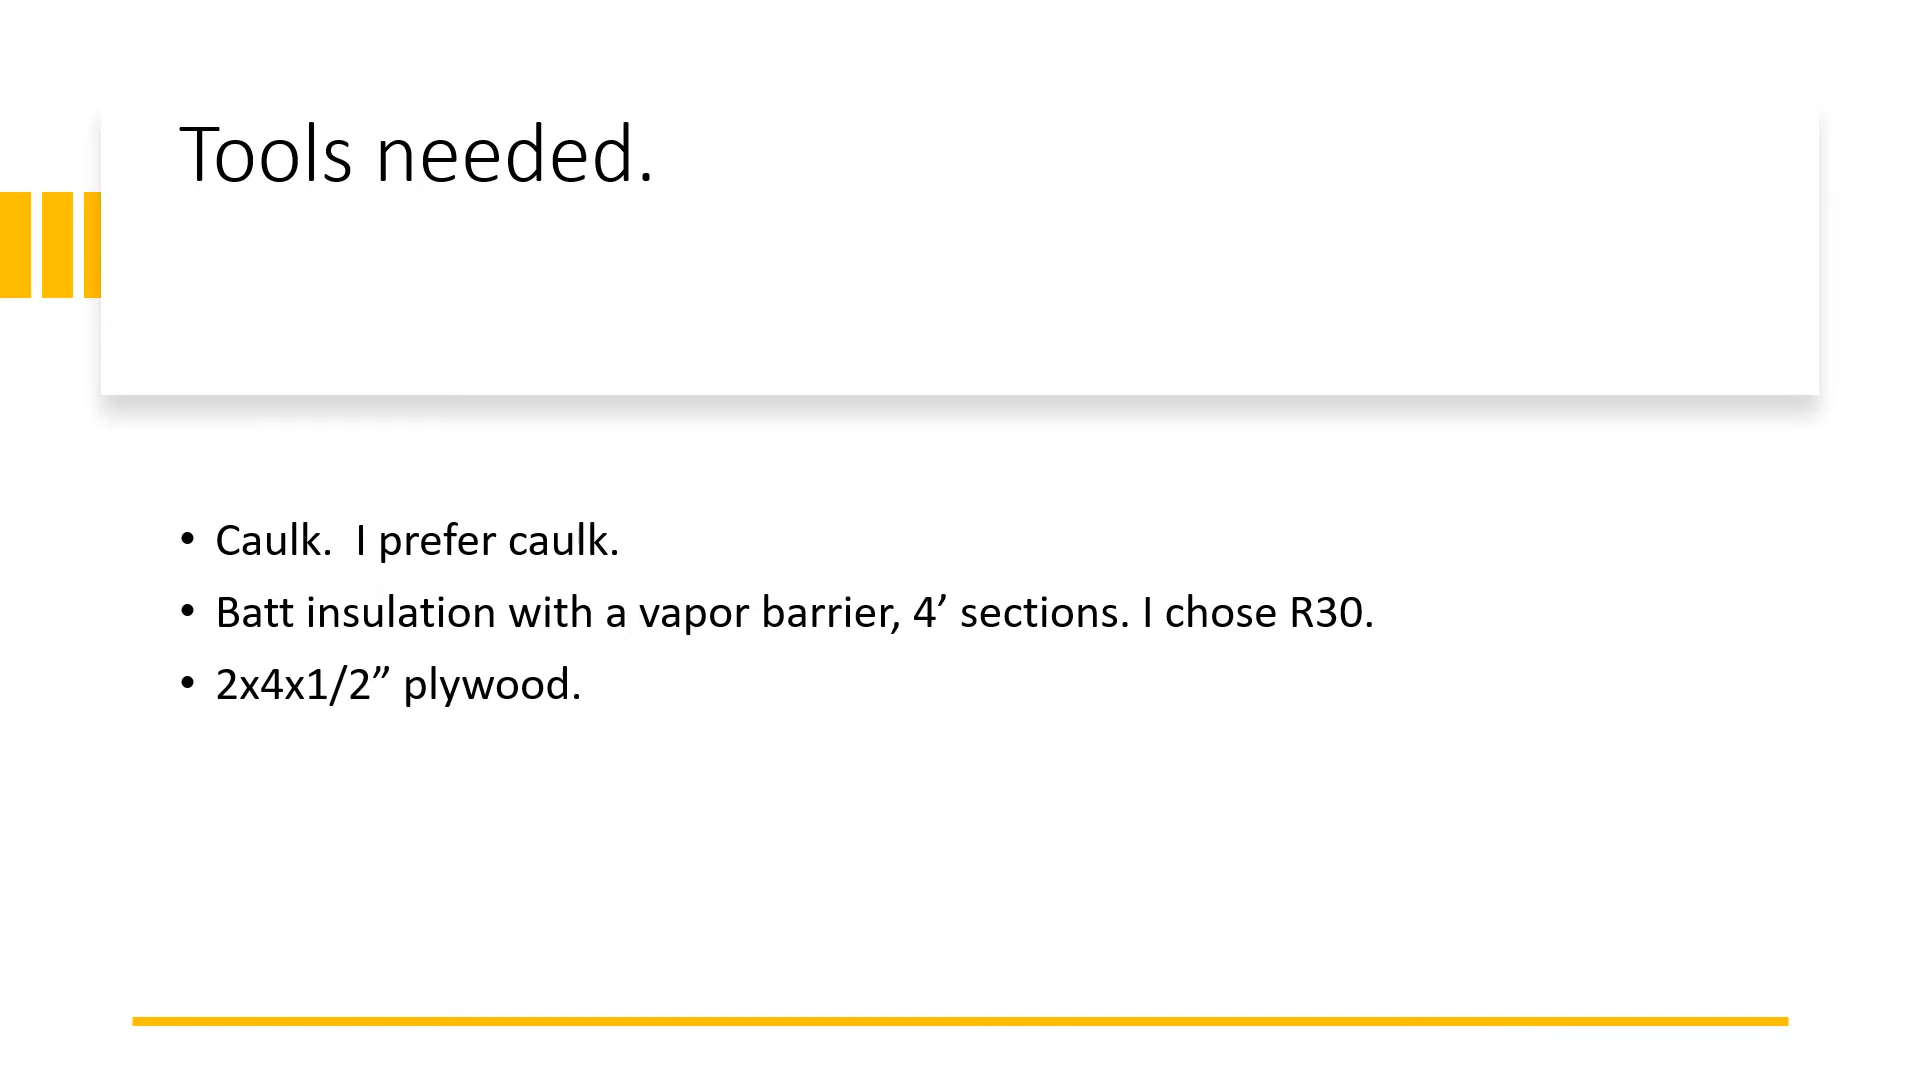 Tools needed.
• Caulk.  I prefer caulk.
• Batt insulation with a vapor barrier, 4’ sections. I chose R30.
• 2x4x1/2” plywood.